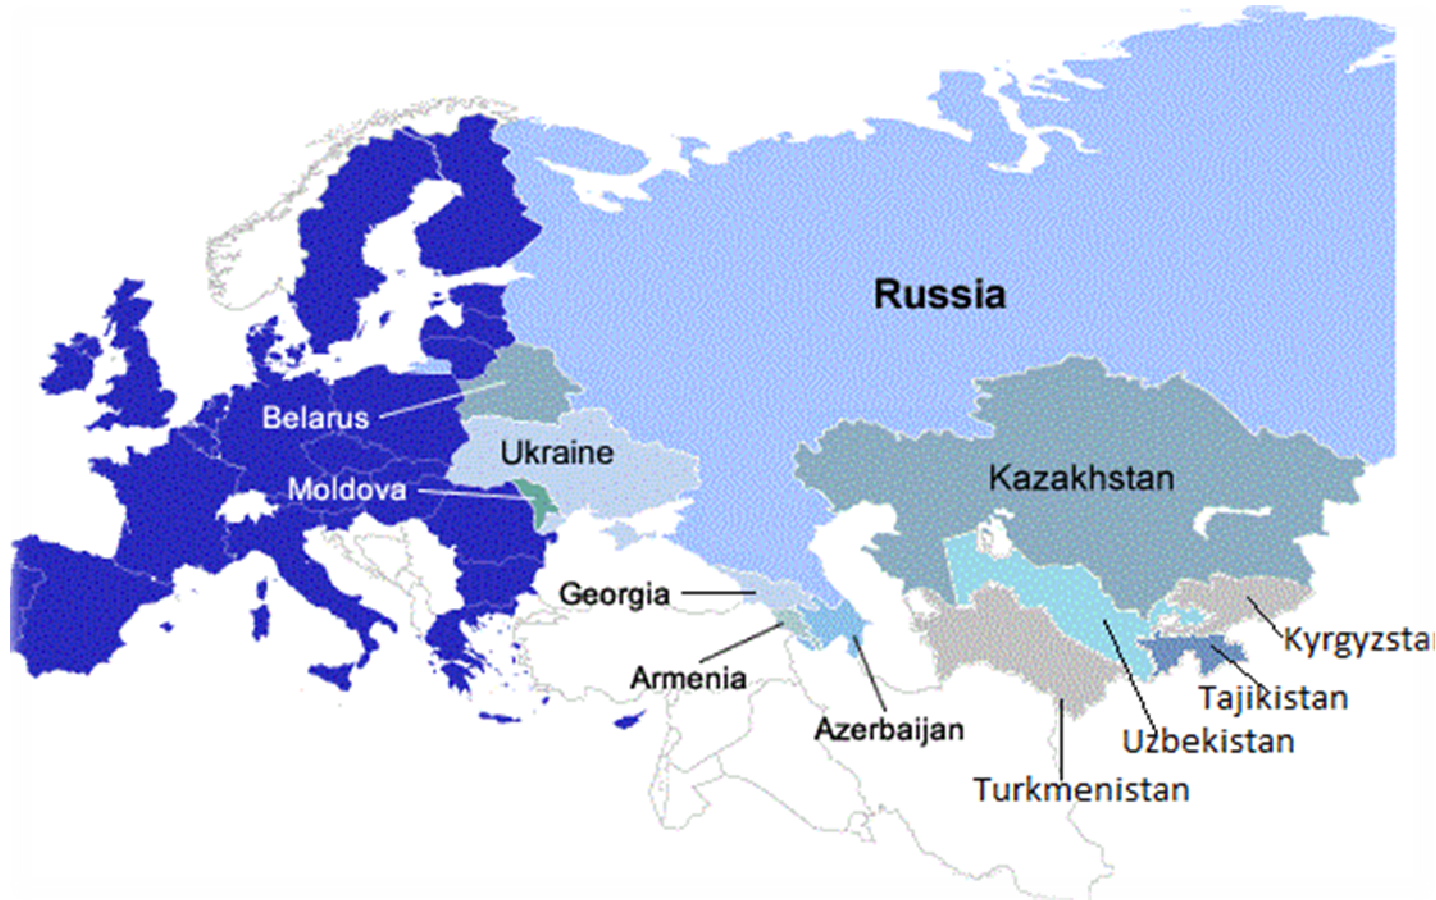 Russia
Belarus
Ukraine
Kazakhstan
Moldova
Georgia
Kyrgyzstan
Armenia
Tajikistan
Azerbaijan
Uzbekistan
Turkmenistan